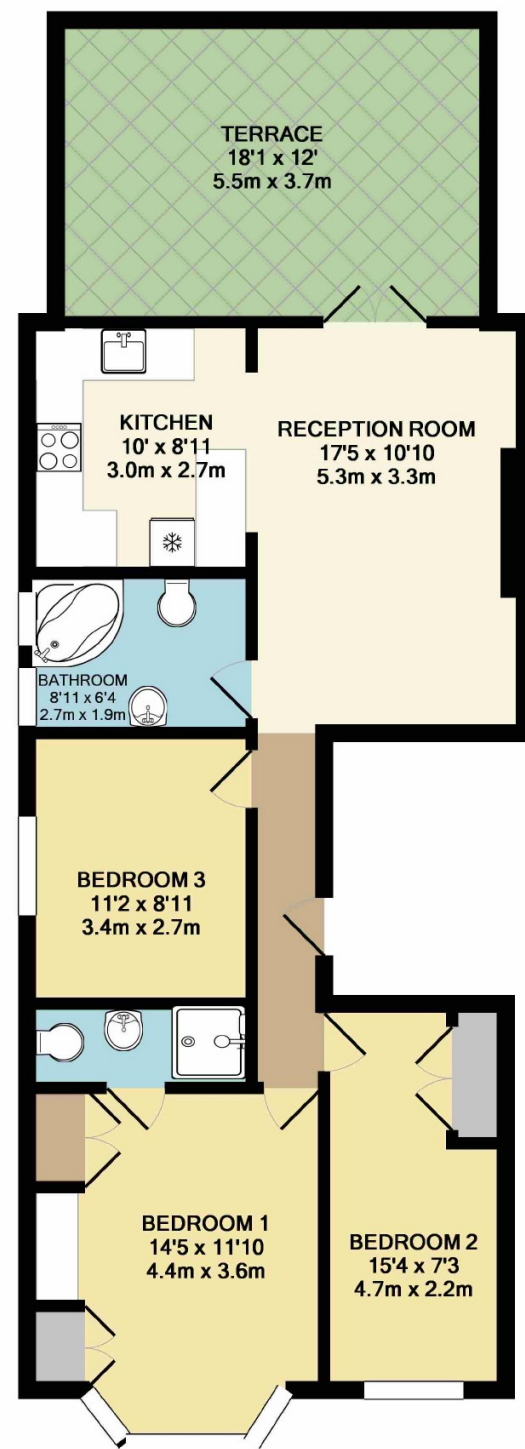 TERRACE
18'1 x 12'
5.5m x 3.7m
KITCHEN
10' x 8'11
3.0m x 2.7m
RECEPTION ROOM
17'5 x 10'10
5.3m x 3.3m
BATHROOM
8'11 x 6'4
2.7m x 1.9m
BEDROOM 3
11'2 x 8'11
3.4m x 2.7m
BEDROOM 1
14'5 x 11'10
4.4m x 3.6m
BEDROOM 2
15'4 x 7'3
4.7m x 2.2m